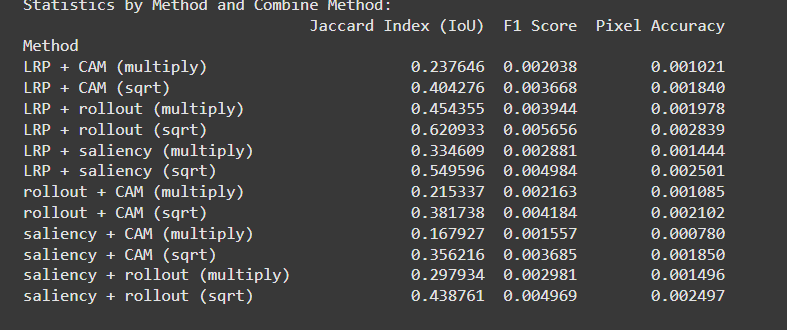 Statistics by Method and Combine Method:
Jaccard Index (IoU) F1 Score Pixel Accuracy
Method
LRP + CAM (multiply) 0.237646 0.002038 0.001021
LRP + CAM (sqrt) 0.404276 0.003668 0.001840
LRP + rollout (multiply) 0.454355 0.003944 0.001978
LRP + rollout (sqrt) 0.620933 0.005656 0.002839
LRP + saliency (multiply) 0.334609 0.002881 0.001444
LRP + saliency (sqrt) 0.549596 0.004984 0.002501
rollout + CAM (multiply) 0.215337 0.002163 0.001085
rollout + CAM (sqrt) 0.381738 0.004184 0.002102
saliency + CAM (multiply) 0.167927 0.001557 0.000780
saliency + CAM (sqrt) 0.356216 0.003685 0.001850
saliency + rollout (multiply) 0.297934 0.002981 0.001496
saliency + rollout (sqrt) 0.438761 0.004969 0.002497